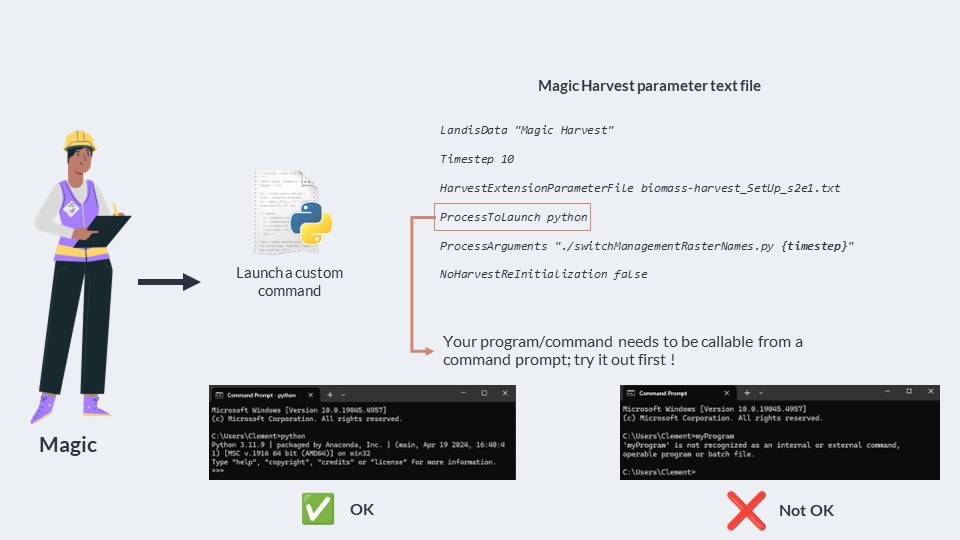 Magic Harvest parameter text file
LandisData "Magic Harvest"
Timestep 10
HarvestExtensionParameterFile biomass-harvest_SetUp_s2e1.txt
ProcessToLaunch python
ProcessArguments "./switchManagementRasterNames.py {timestep}"
NoHarvestReInitialization false
Launch a custom
command
Your program/command needs to be callable from a
command prompt; try it out first !
Magic
Command Prompt - python
Microsoft Windows [Version 10.0.19045.4957]
(c) Microsoft Corporation. All rights reserved.
C:\Users\Clement>python
Python 3.11.9 | packaged by Anaconda, Inc. | (main, Apr 19 2024, 16:40:4
1) [MSC v.1916 64 bit (AMD64)] on win32
Type "help", "copyright", "credits" or "license" for more information.
>>>
OK
Command Prompt
Microsoft Windows [Version 10.0.19045.4957]
(c) Microsoft Corporation. All rights reserved.
C:\Users\Clement>myProgram
'myProgram' is not recognized as an internal or external command,
operable program or batch file.
C:\Users\Clement>
Not OK